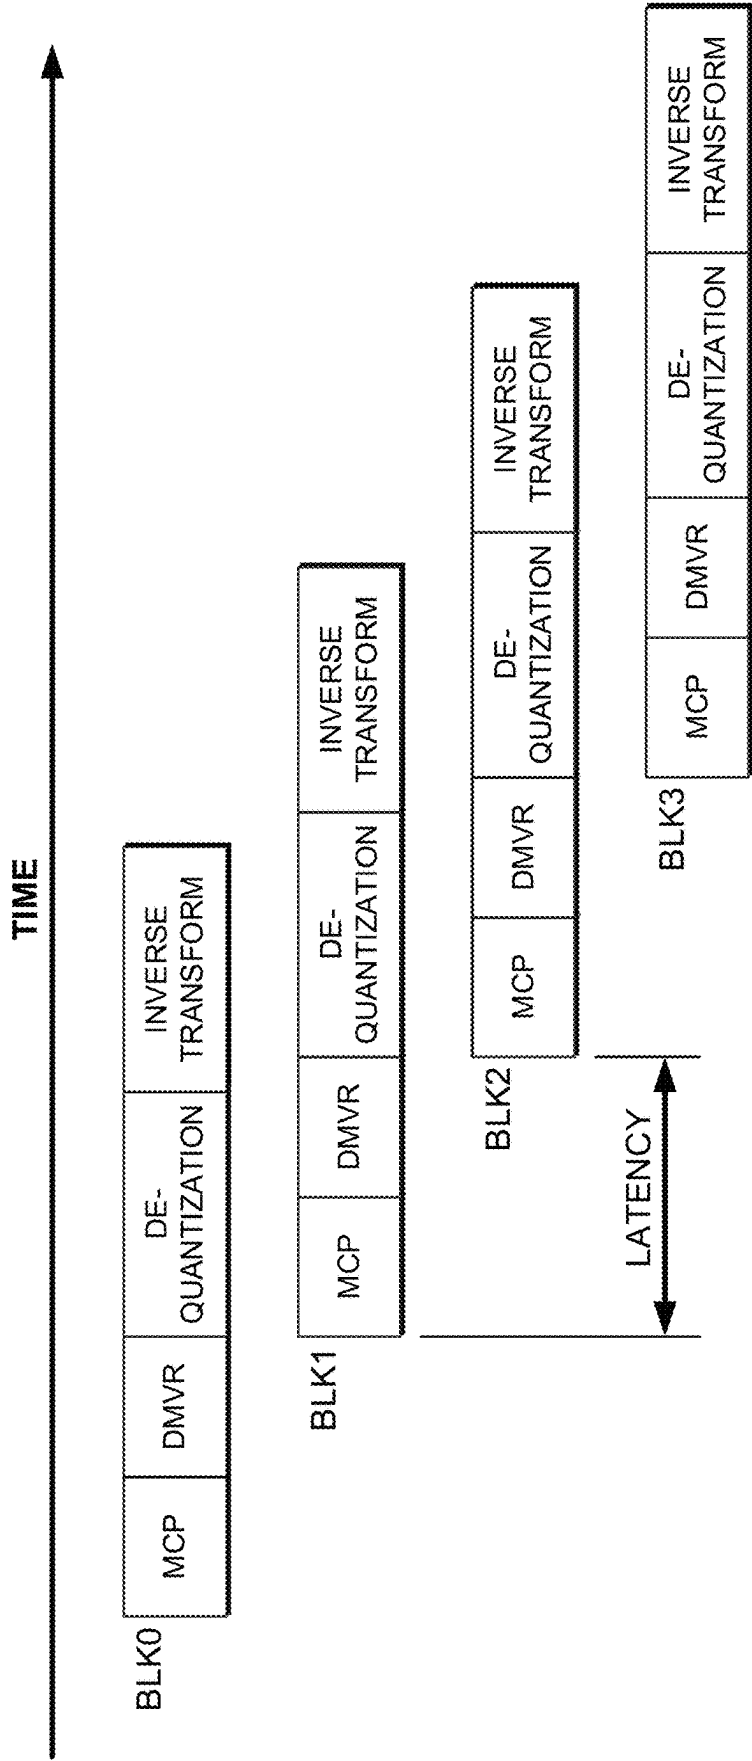 TIME
BLK0
MCP
DMVR
DE-
QUANTIZATION
INVERSE
TRANSFORM
BLK1
MCP
DMVR
DE-
QUANTIZATION
INVERSE
TRANSFORM
BLK2
MCP
DMVR
DE-
QUANTIZATION
INVERSE
TRANSFORM
LATENCY
BLK3
MCP
DMVR
DE-
QUANTIZATION
INVERSE
TRANSFORM